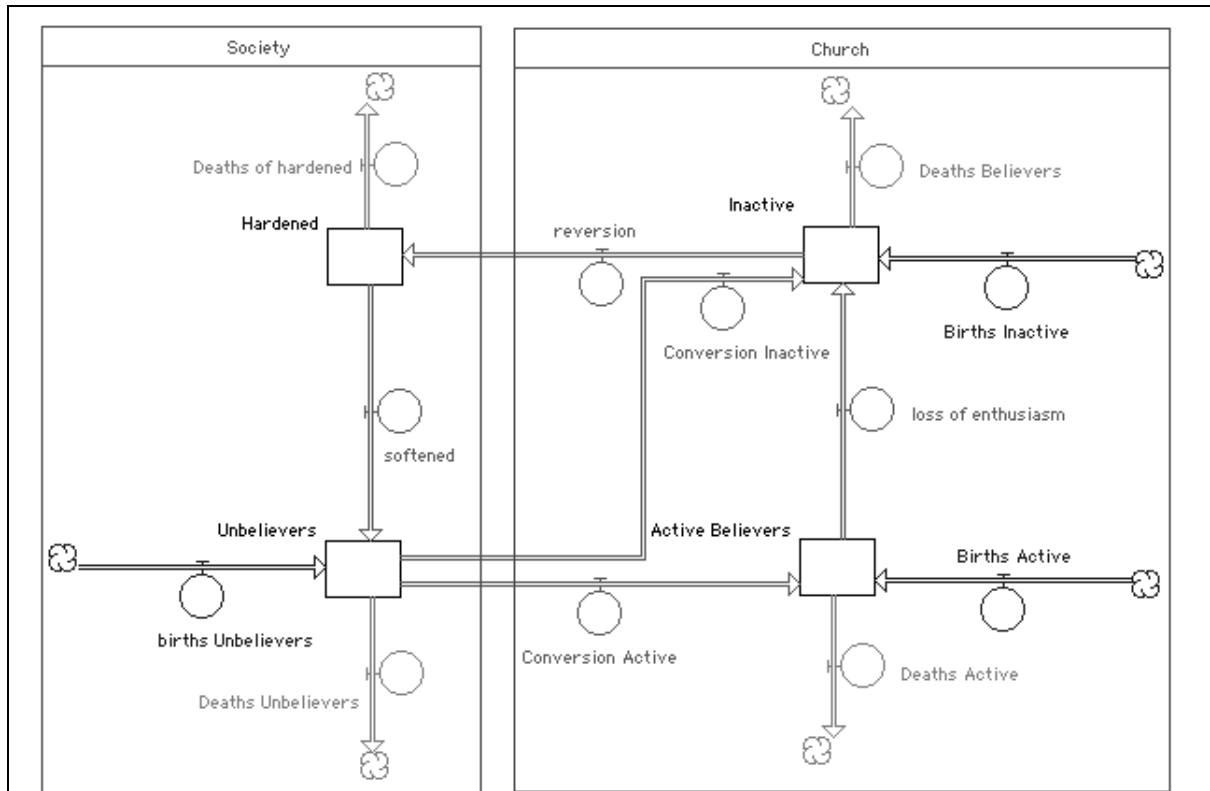 Society
Church
Deaths of hardened
Deaths Believers
Hardened
Inactive
reversion
Conversion Inactive
Births Inactive
loss of enthusiasm
softened
Unbelievers
Active Believers
Births Active
births Unbelievers
Conversion Active
Deaths Unbelievers
Deaths Active